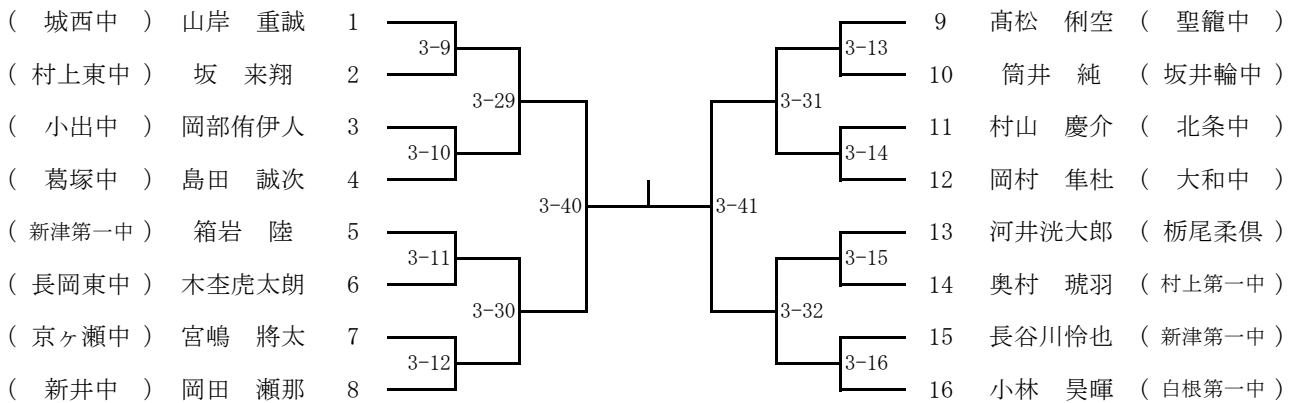 ( 城西中 ) 山岸 重誠 1
( 村上東中 ) 坂 来翔 2
( 小出中 ) 岡部侑伊人 3
( 葛塚中 ) 島田 誠次 4
( 新津第一中 ) 箱岩 陸 5
( 長岡東中 ) 木杢虎太朗 6
( 京ヶ瀬中 ) 宮嶋 將太 7
( 新井中 ) 岡田 瀬那 8
3-9
3-10
3-11
3-12
3-29
3-30
3-40
3-41
3-31
3-32
3-13
3-14
3-15
3-16
9 髙松 俐空 ( 聖籠中 )
10 筒井 純 ( 坂井輪中 )
11 村山 慶介 ( 北条中 )
12 岡村 隼杜 ( 大和中 )
13 河井洸大郎 ( 栃尾柔倶 )
14 奥村 琥羽 ( 村上第一中 )
15 長谷川怜也 ( 新津第一中 )
16 小林 昊暉 ( 白根第一中 )